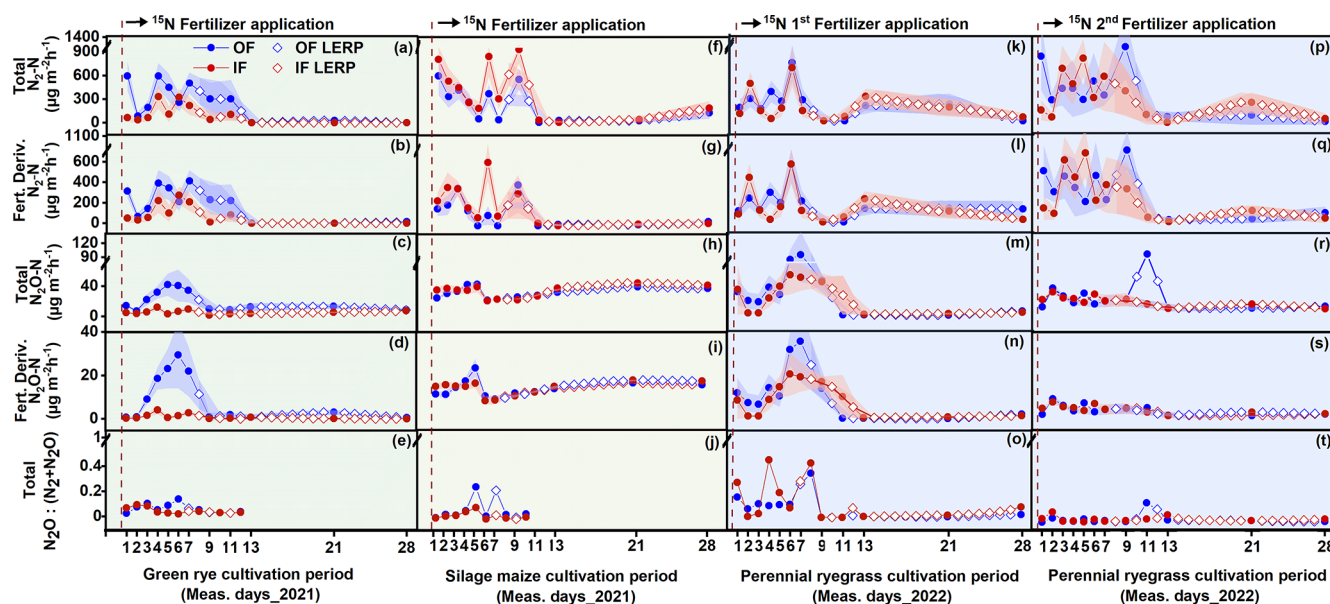 15N Fertilizer application
15N Fertilizer application
15N 1st Fertilizer application
15N 2nd Fertilizer application
Total
N2-N
(µg m-2h-1)
1400
900
600
300
0
(a)
OF
OF LERP
IF
IF LERP
(f)
(k)
(p)
Fert. Deriv.
N2-N
(µg m-2h-1)
1100
600
400
200
0
(b)
(g)
(l)
(q)
Total
N2O-N
(µg m-2h-1)
120
90
40
0
(c)
(h)
(m)
(r)
Fert. Deriv.
N2O-N
(µg m-2h-1)
40
20
0
(d)
(i)
(n)
(s)
Total
N2O : (N2+N2O)
1
0.4
0.2
0
(e)
(j)
(o)
(t)
1 2 3 4 5 6 7 9 11 13 21 28
1 2 3 4 5 6 7 9 11 13 21 28
1 2 3 4 5 6 7 9 11 13 21 28
1 2 3 4 5 6 7 9 11 13 21 28
Green rye cultivation period
(Meas. days_2021)
Silage maize cultivation period
(Meas. days_2021)
Perennial ryegrass cultivation period
(Meas. days_2022)
Perennial ryegrass cultivation period
(Meas. days_2022)